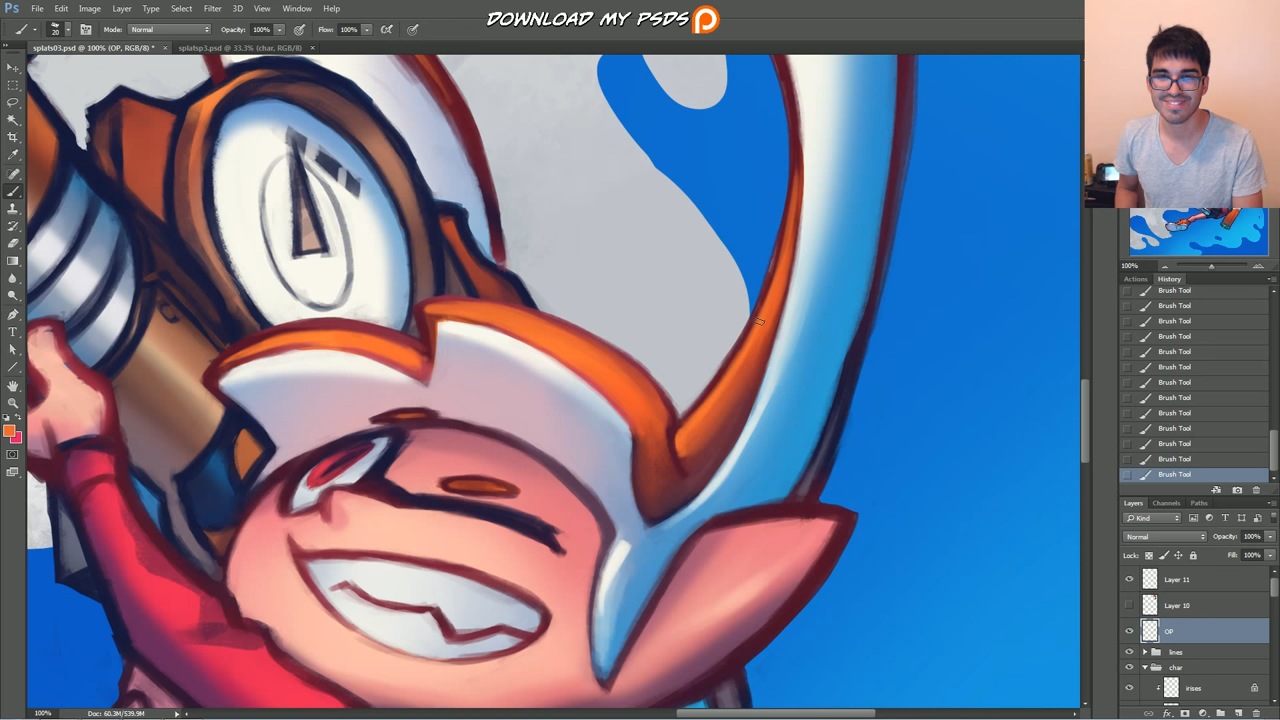 DOWNLOAD MY PSDS
Ps File Edit Image Layer Type Select Filter 3D View Window Help
20 Mode: Normal Opacity: 100% Flow: 100%
splats03.psd @ 100% (OP, RGB/8) * × splatsp3.psd @ 33.3% (char, RGB/8) ×
100%
Actions History
Brush Tool
Brush Tool
Brush Tool
Brush Tool
Brush Tool
Brush Tool
Brush Tool
Brush Tool
Brush Tool
Brush Tool
Brush Tool
Brush Tool
Brush Tool
Layers Channels Paths
Kind
Normal Opacity: 100%
Lock: Fill: 100%
Layer 11
Layer 10
OP
lines
char
irises
100% Doc: 60.3M/539.9M